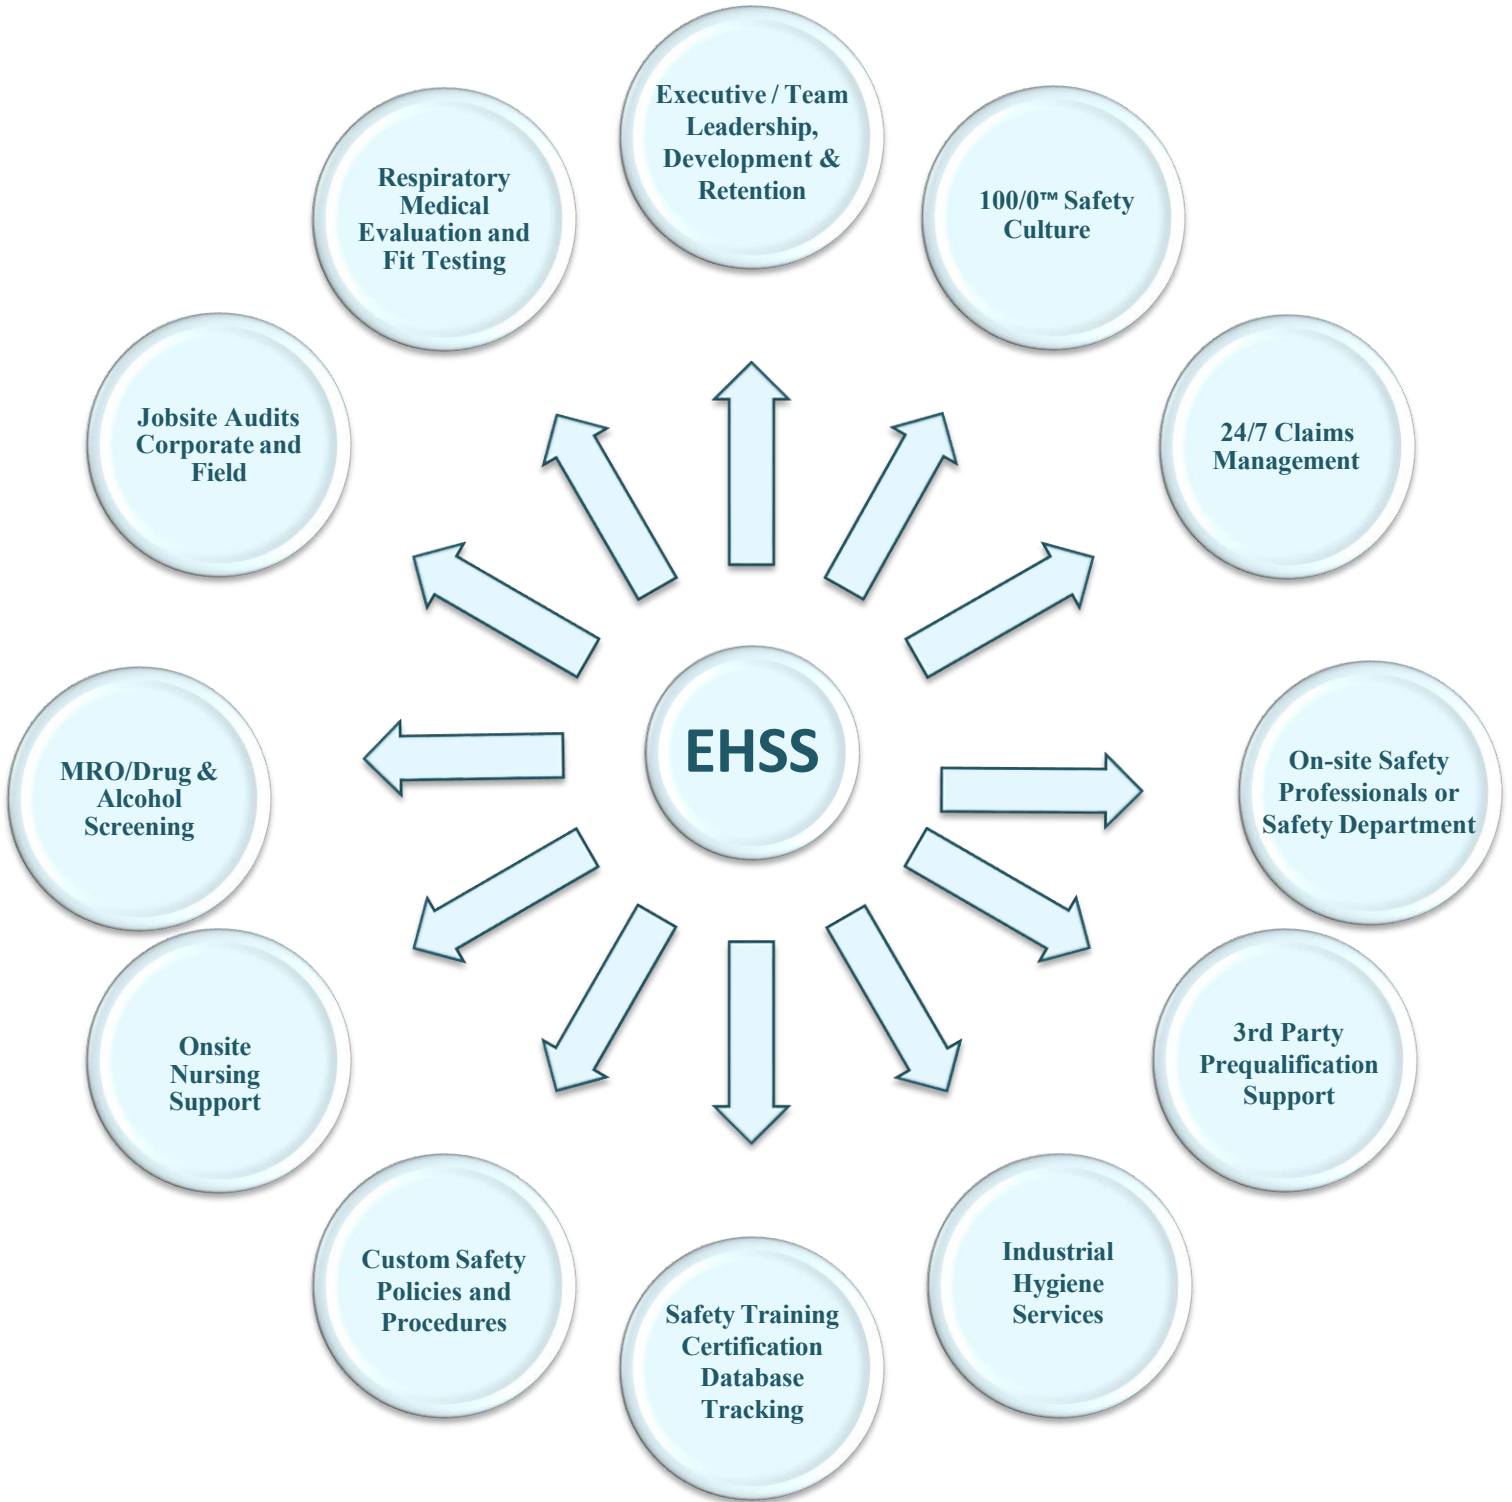 Executive / Team
Leadership,
Development &
Retention
100/0™ Safety
Culture
24/7 Claims
Management
On-site Safety
Professionals or
Safety Department
3rd Party
Prequalification
Support
Industrial
Hygiene
Services
Safety Training
Certification
Database
Tracking
Custom Safety
Policies and
Procedures
Onsite
Nursing
Support
MRO/Drug &
Alcohol
Screening
Jobsite Audits
Corporate and
Field
Respiratory
Medical
Evaluation and
Fit Testing
EHSS